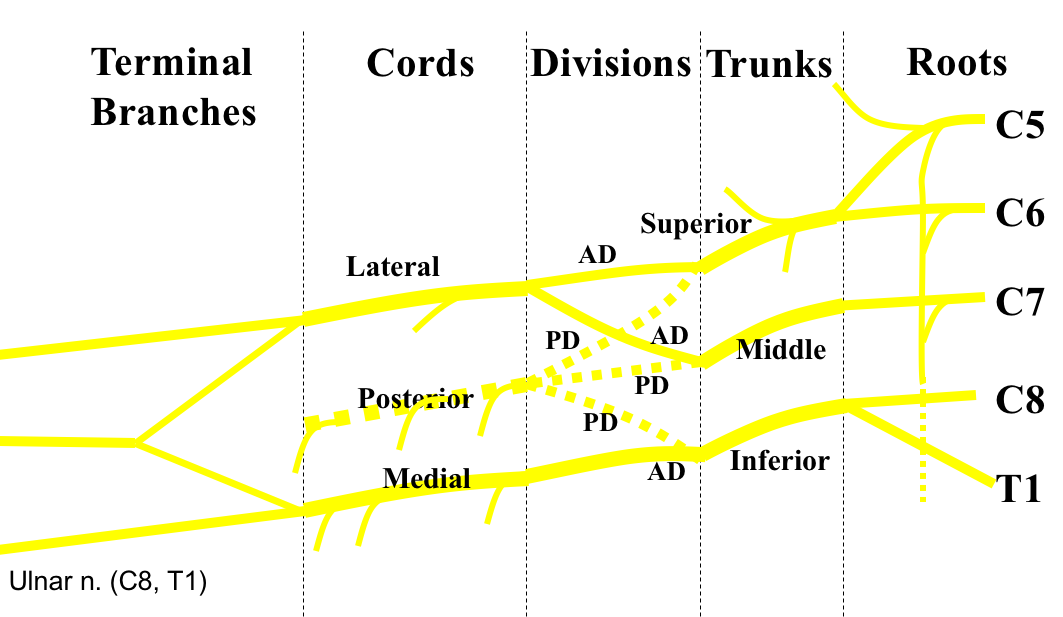 Terminal
Branches
Cords
Divisions
Trunks
Roots
C5
C6
Superior
AD
Lateral
C7
PD
AD
Middle
PD
Posterior
C8
PD
Inferior
AD
Medial
T1
Ulnar n. (C8, T1)